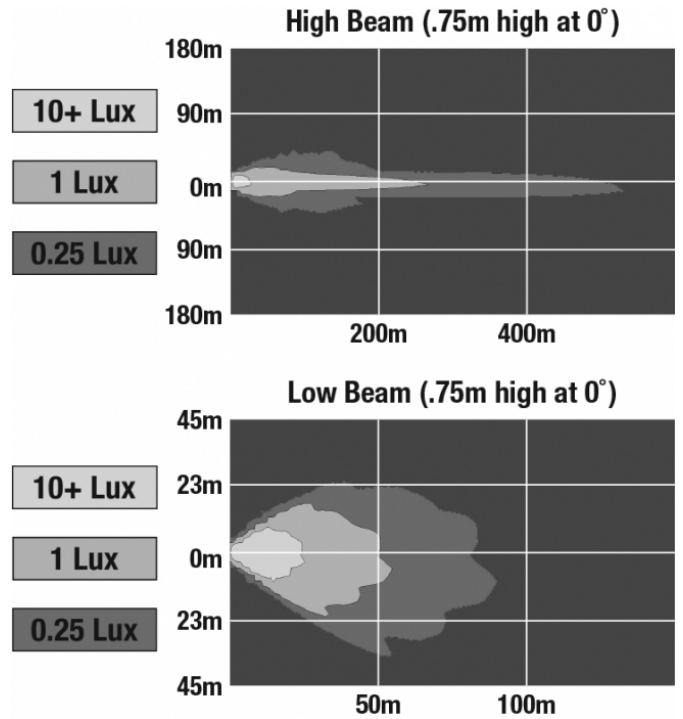 High Beam (.75m high at 0°)
180m
10+ Lux
90m
1 Lux
0m
0.25 Lux
90m
180m
200m
400m
Low Beam (.75m high at 0°)
45m
10+ Lux
23m
1 Lux
0m
0.25 Lux
23m
45m
50m
100m